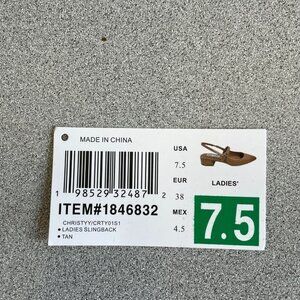 MADE IN CHINA
USA
7.5
EUR
38
MEX
4.5
LADIES'
7.5
1 98529 32487 2
ITEM#1846832
CHRISTYY/CRTY01S1
• LADIES SLINGBACK
• TAN